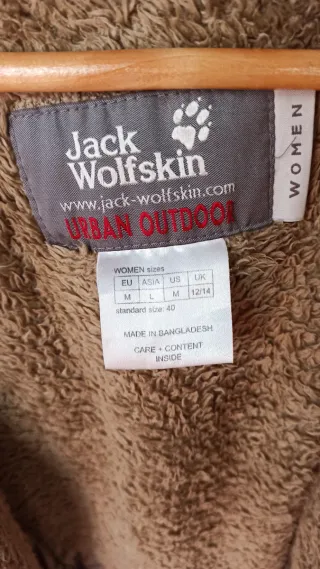 Jack
Wolfskin
www.jack-wolfskin.com
URBAN OUTDOOR
WOMEN
WOMEN sizes
EU ASIA US UK
M L M 12/14
standard size: 40
MADE IN BANGLADESH
CARE + CONTENT
INSIDE